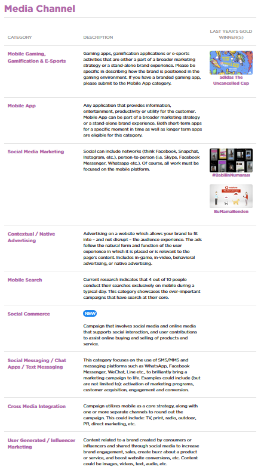 Media Channel
CATEGORY
DESCRIPTION
LAST YEAR'S GOLD
WINNER(S)
Mobile Gaming,
Gamification & E-Sports
Gaming apps, gamification applications or e-sports
activities that are either a part of a broader marketing
strategy or a stand-alone brand experience. Please be
specific in describing how the brand is positioned in the
gaming environment. If you have a branded gaming app,
please submit to the Mobile App category.
Adidas The
Uncancelled Cup
Mobile App
Any application that provides information,
entertainment, productivity or utility for the customer.
Mobile App can be part of a broader marketing strategy
or a stand-alone brand experience. Both short-term apps
for a specific moment in time as well as longer term apps
are eligible for this category.
Social Media Marketing
Social can include networks (think Facebook, Snapchat,
Instagram, etc.), person-to-person (i.e. Skype, Facebook
Messenger, Whatsapp etc.). Of course, all work must be
focused on the mobile platform.
Contextual / Native
Advertising
Advertising on a website which allows your brand to fit
into - and not disrupt - the audience experience. The ads
follow the natural form and function of the user
experience in which it is placed or is relevant to the
page's content. Includes in-game, in-video, behavioral
advertising, or native advertising.
Mobile Search
Current research indicates that 4 out of 10 people
conduct their searches exclusively on mobile during a
typical day. This category showcases the ever-important
campaigns that have search at their core.
Social Commerce
NEW
Campaign that involves social media and online media
that supports social interaction, and user contributions
to assist online buying and selling of products and
service.
Social Messaging / Chat
Apps / Text Messaging
This category focuses on the use of SMS/MMS and
messaging platforms such as WhatsApp, Facebook
Messenger, WeChat, Line etc., to brilliantly bring a
marketing campaign to life. Examples could include (but
are not limited to): activation of marketing programs,
customer acquisition, engagement and conversion.
Cross Media Integration
Campaign utilizes mobile as a core strategy, along with
one or more separate channels to round out the
campaign. This could include: TV, print, radio, outdoor,
PR, direct marketing, etc.
User Generated / Influencer
Marketing
Content related to a brand created by consumers or
influencers and shared through social media to increase
brand engagement, sales, create buzz about a product
or service, and boost website conversions, etc. Content
could be images, videos, text, audio, etc.